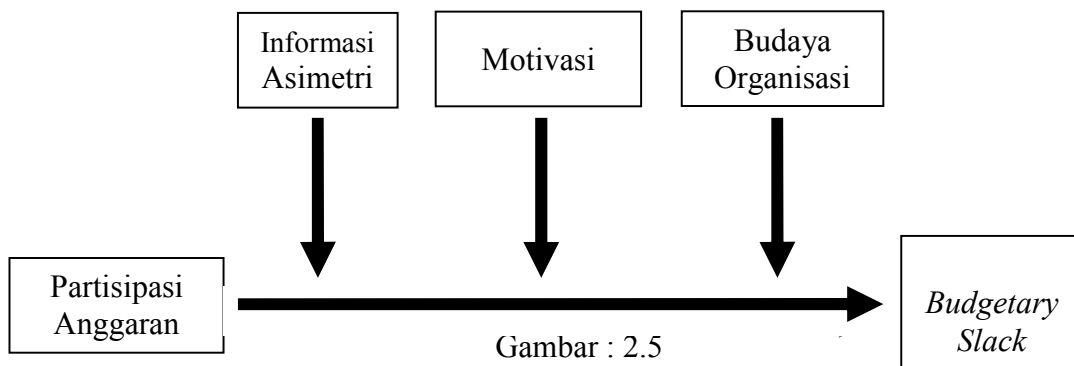 Informasi
Asimetri
Motivasi
Budaya
Organisasi
Partisipasi
Anggaran
Budgetary
Slack
Gambar : 2.5